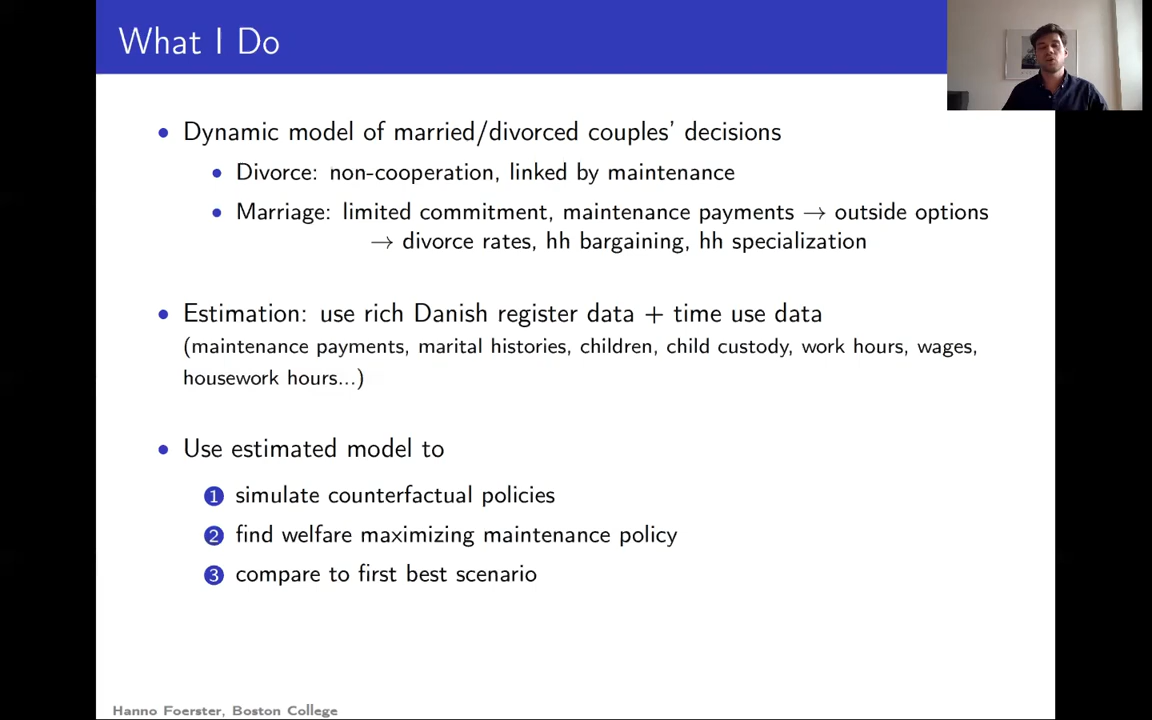 What I Do
• Dynamic model of married/divorced couples' decisions
• Divorce: non-cooperation, linked by maintenance
• Marriage: limited commitment, maintenance payments → outside options
→ divorce rates, hh bargaining, hh specialization
• Estimation: use rich Danish register data + time use data
(maintenance payments, marital histories, children, child custody, work hours, wages,
housework hours...)
• Use estimated model to
1 simulate counterfactual policies
2 find welfare maximizing maintenance policy
3 compare to first best scenario
Hanno Foerster, Boston College